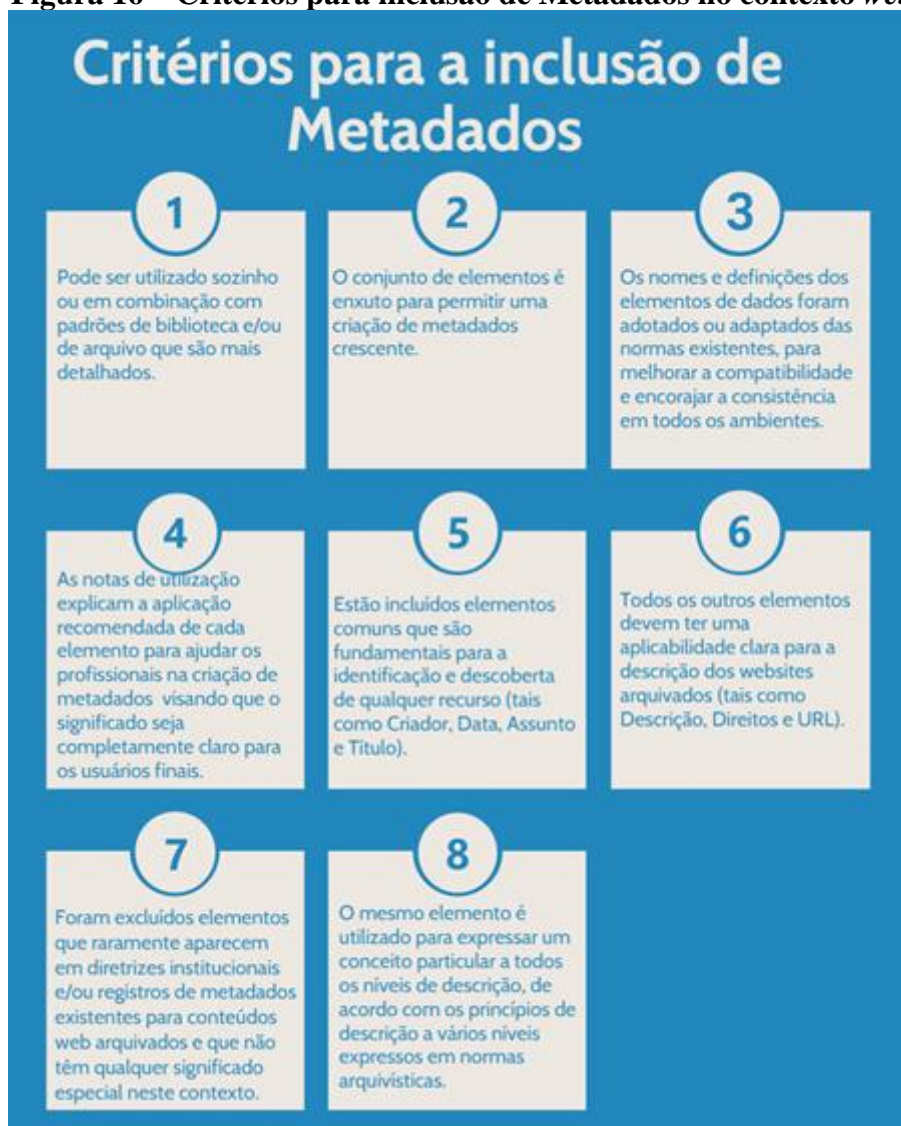 Figura 16 – Critérios para inclusão de Metadados no contexto
Critérios para a inclusão de
Metadados
1
Pode ser utilizado sozinho
ou em combinação com
padrões de biblioteca e/ou
de arquivo que são mais
detalhados.
2
O conjunto de elementos é
enxuto para permitir uma
criação de metadados
crescente.
3
Os nomes e definições dos
elementos de dados foram
adotados ou adaptados das
normas existentes, para
melhorar a compatibilidade
e encorajar a consistência
em todos os ambientes.
4
As notas de utilização
explicam a aplicação
recomendada de cada
elemento para ajudar os
profissionais na criação de
metadados visando que o
significado seja
completamente claro para
os usuários finais.
5
Estão incluídos elementos
comuns que são
fundamentais para a
identificação e descoberta
de qualquer recurso (tais
como Criador, Data, Assunto
e Título).
6
Todos os outros elementos
devem ter uma
aplicabilidade clara para a
descrição dos websites
arquivados (tais como
Descrição, Direitos e URL).
7
Foram excluídos elementos
que raramente aparecem
em diretrizes institucionais
e/ou registros de metadados
existentes para conteúdos
web arquivados e que não
têm qualquer significado
especial neste contexto.
8
O mesmo elemento é
utilizado para expressar um
conceito particular a todos
os níveis de descrição, de
acordo com os princípios de
descrição a vários níveis
expressos em normas
arquivísticas.